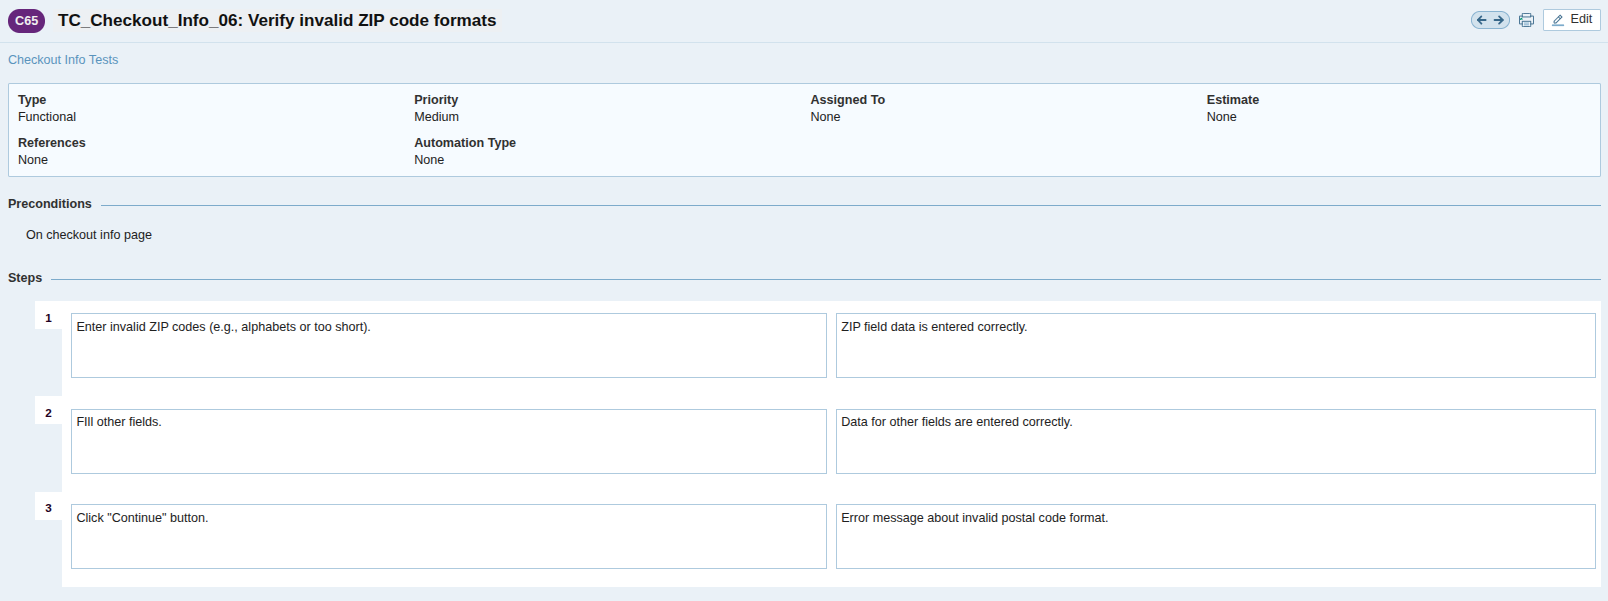 C65 TC_Checkout_Info_06: Verify invalid ZIP code formats
Edit
Checkout Info Tests
Type Priority Assigned To Estimate
Functional Medium None None
References Automation Type
None None
Preconditions
On checkout info page
Steps
1
Enter invalid ZIP codes (e.g., alphabets or too short). ZIP field data is entered correctly.
2
FIll other fields. Data for other fields are entered correctly.
3
Click "Continue" button. Error message about invalid postal code format.